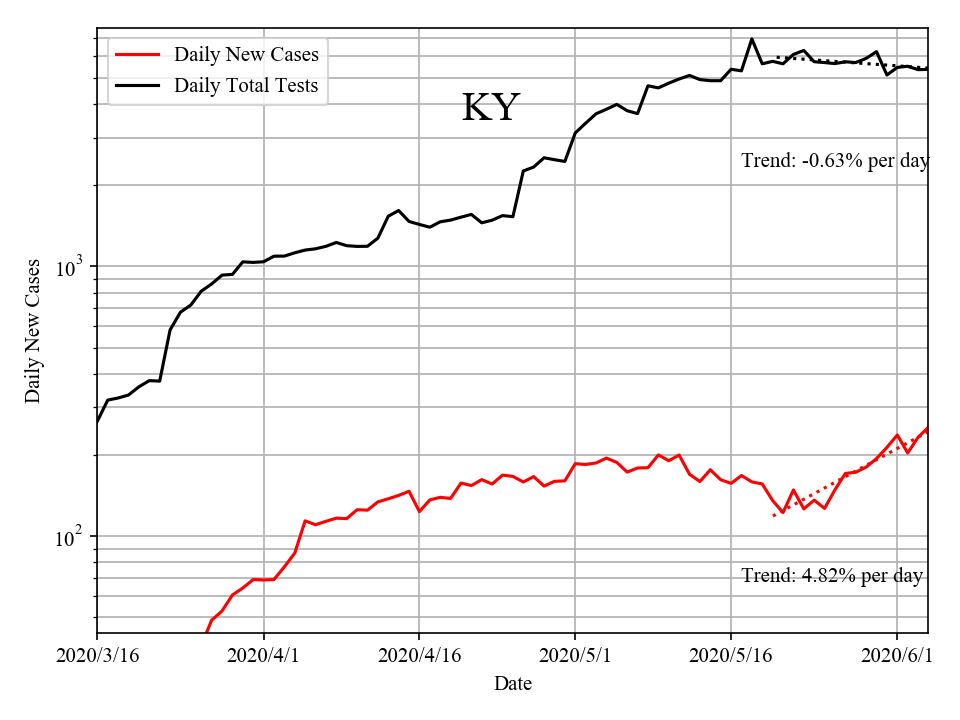 Daily New Cases
Daily Total Tests
KY
Trend: -0.63% per day
Daily New Cases
10³
10²
Trend: 4.82% per day
2020/3/16
2020/4/1
2020/4/16
2020/5/1
2020/5/16
2020/6/1
Date